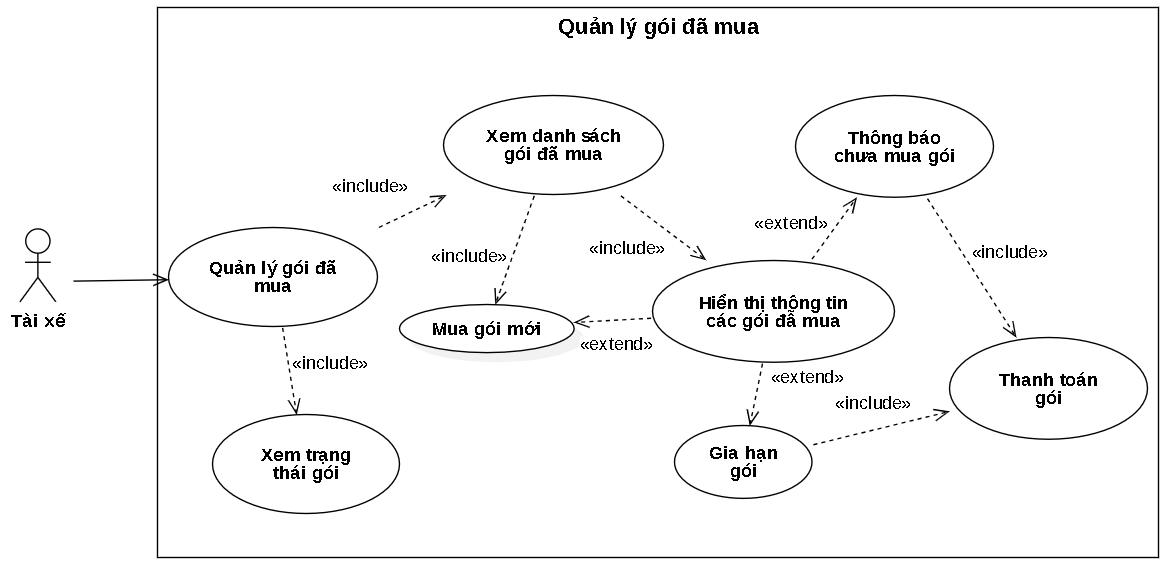 Quản lý gói đã mua
Xem danh sách
gói đã mua
Thông báo
chưa mua gói
«include»
«extend»
«include»
«include»
«include»
Quản lý gói đã
mua
Hiển thị thông tin
các gói đã mua
Mua gói mới
Tài xế
«extend»
«include»
«extend»
Thanh toán
gói
«include»
Xem trạng
thái gói
Gia hạn
gói